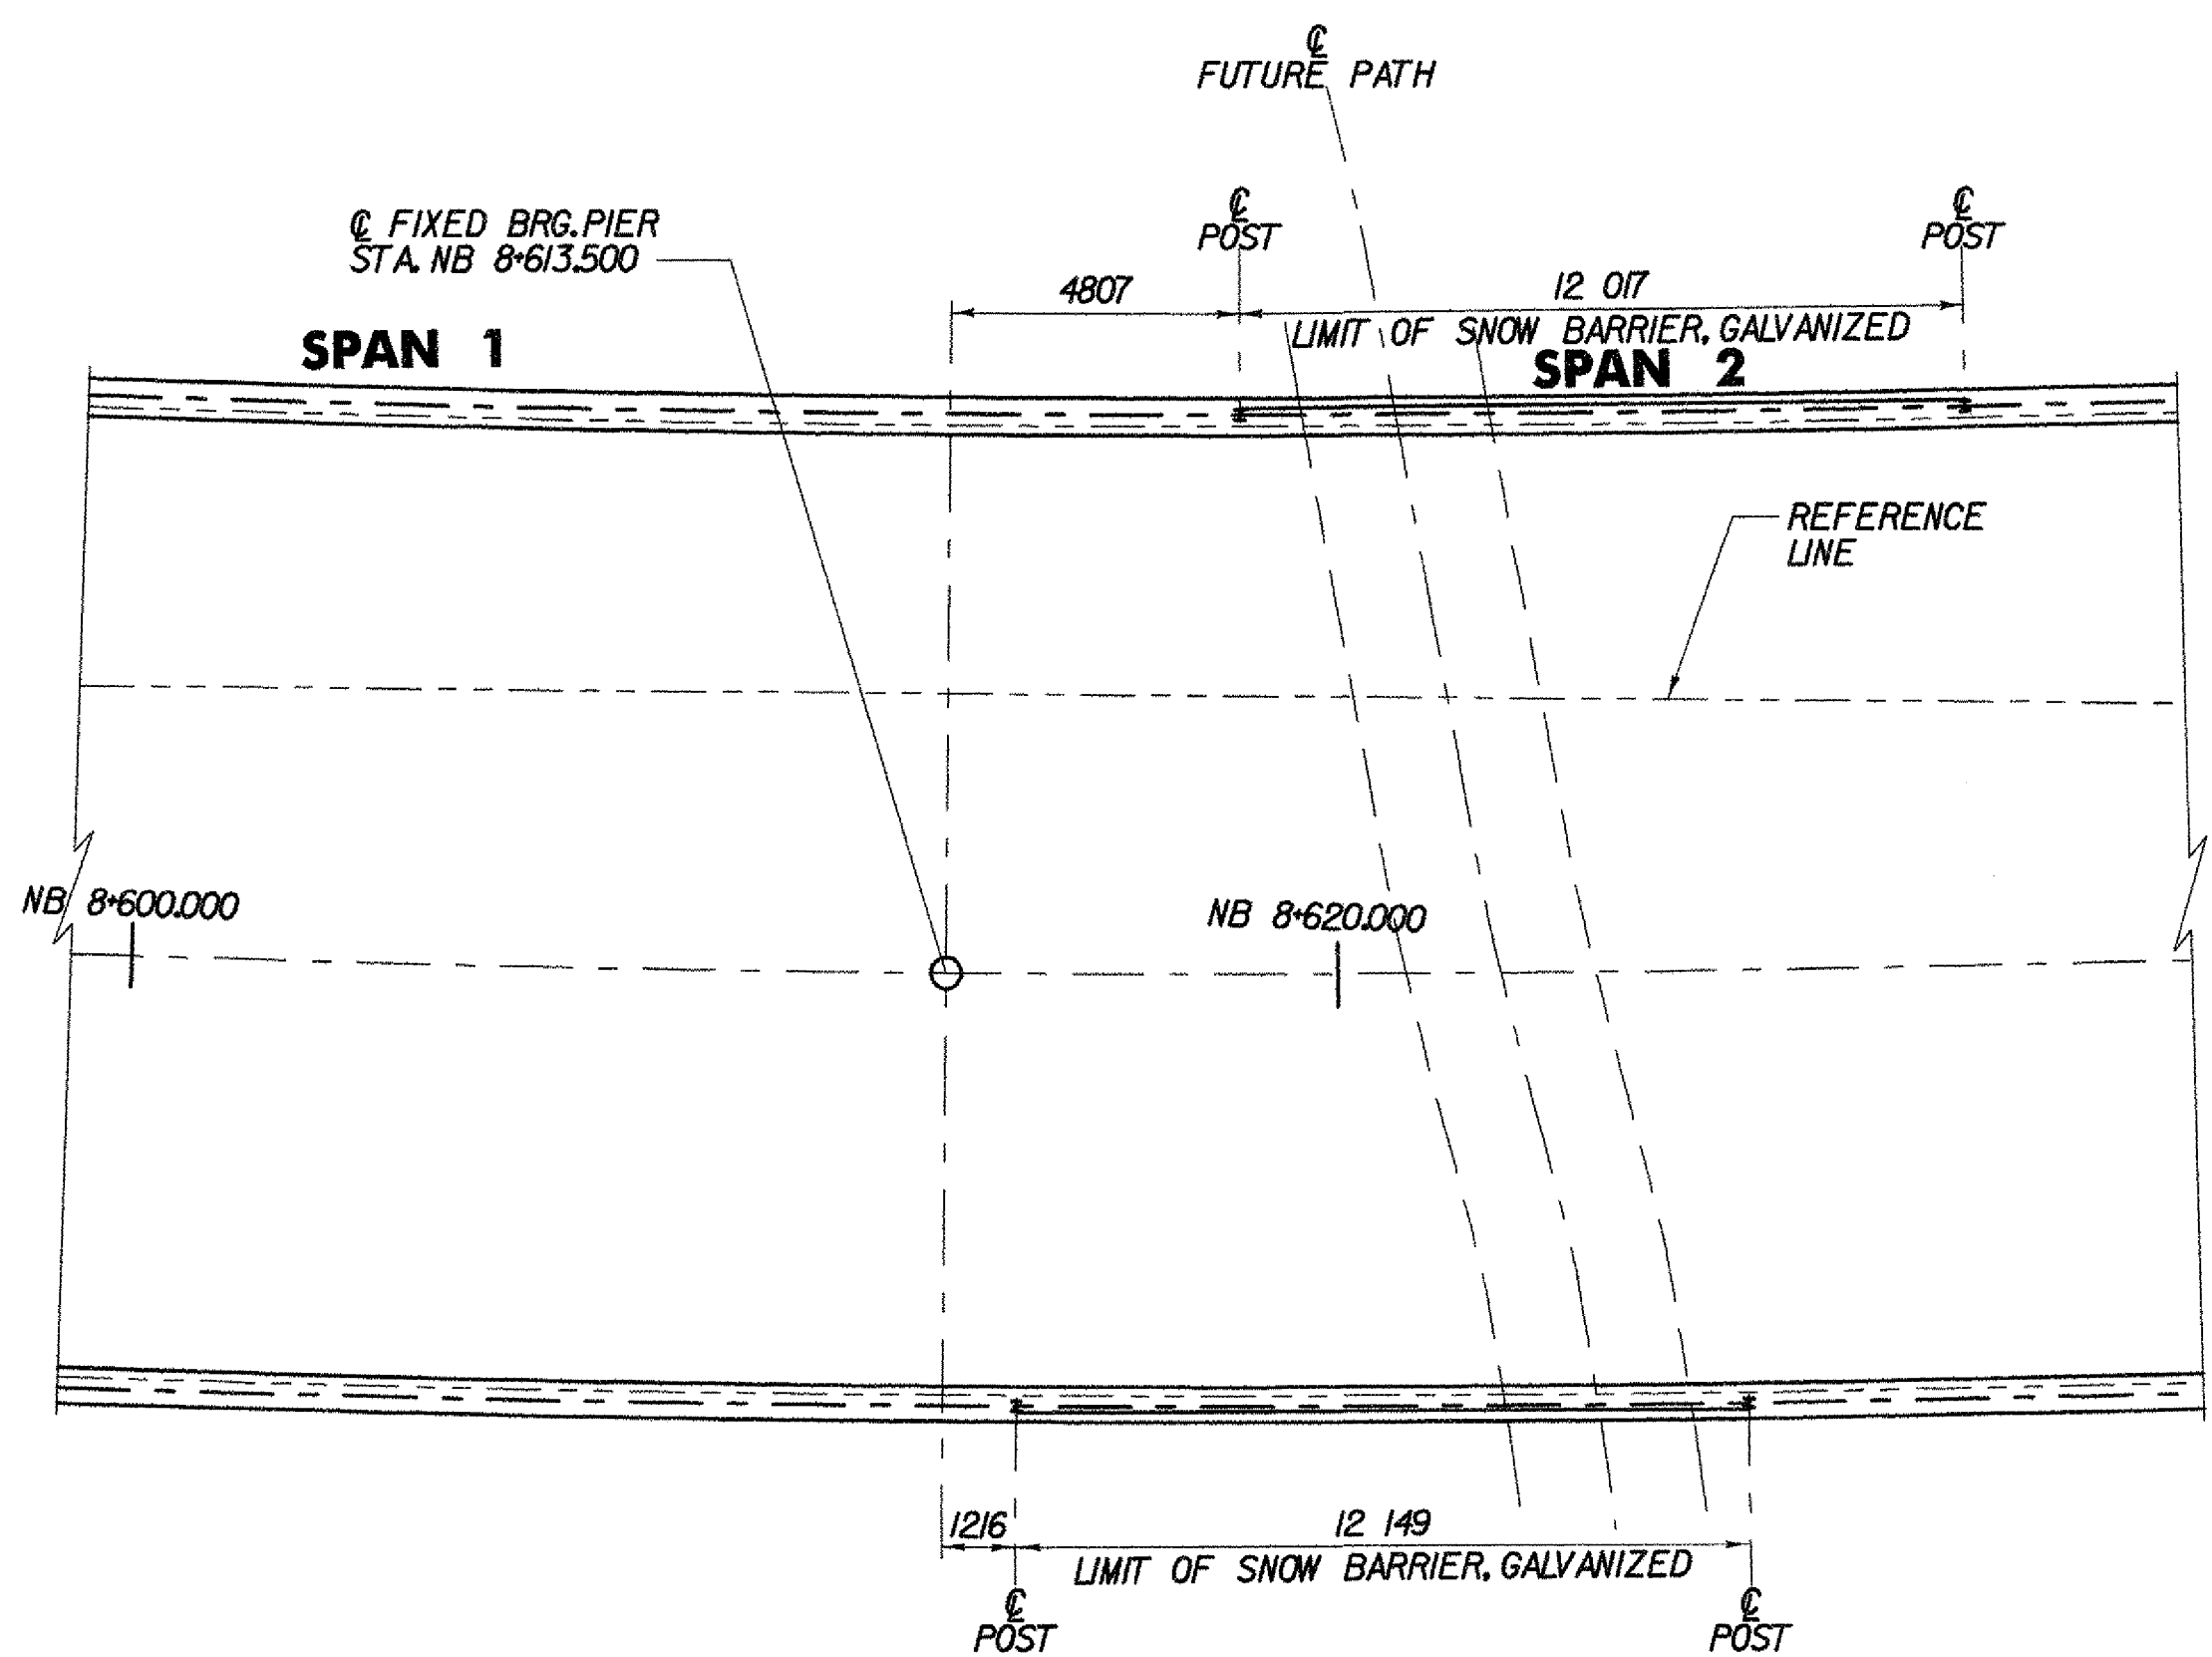 ℄
FUTURE PATH
℄
POST
℄
POST
℄ FIXED BRG. PIER
STA. NB 8+613.500
4807
12 017
LIMIT OF SNOW BARRIER, GALVANIZED
SPAN 1
SPAN 2
REFERENCE
LINE
NB 8+600.000
NB 8+620.000
1216
12 149
LIMIT OF SNOW BARRIER, GALVANIZED
℄
POST
℄
POST